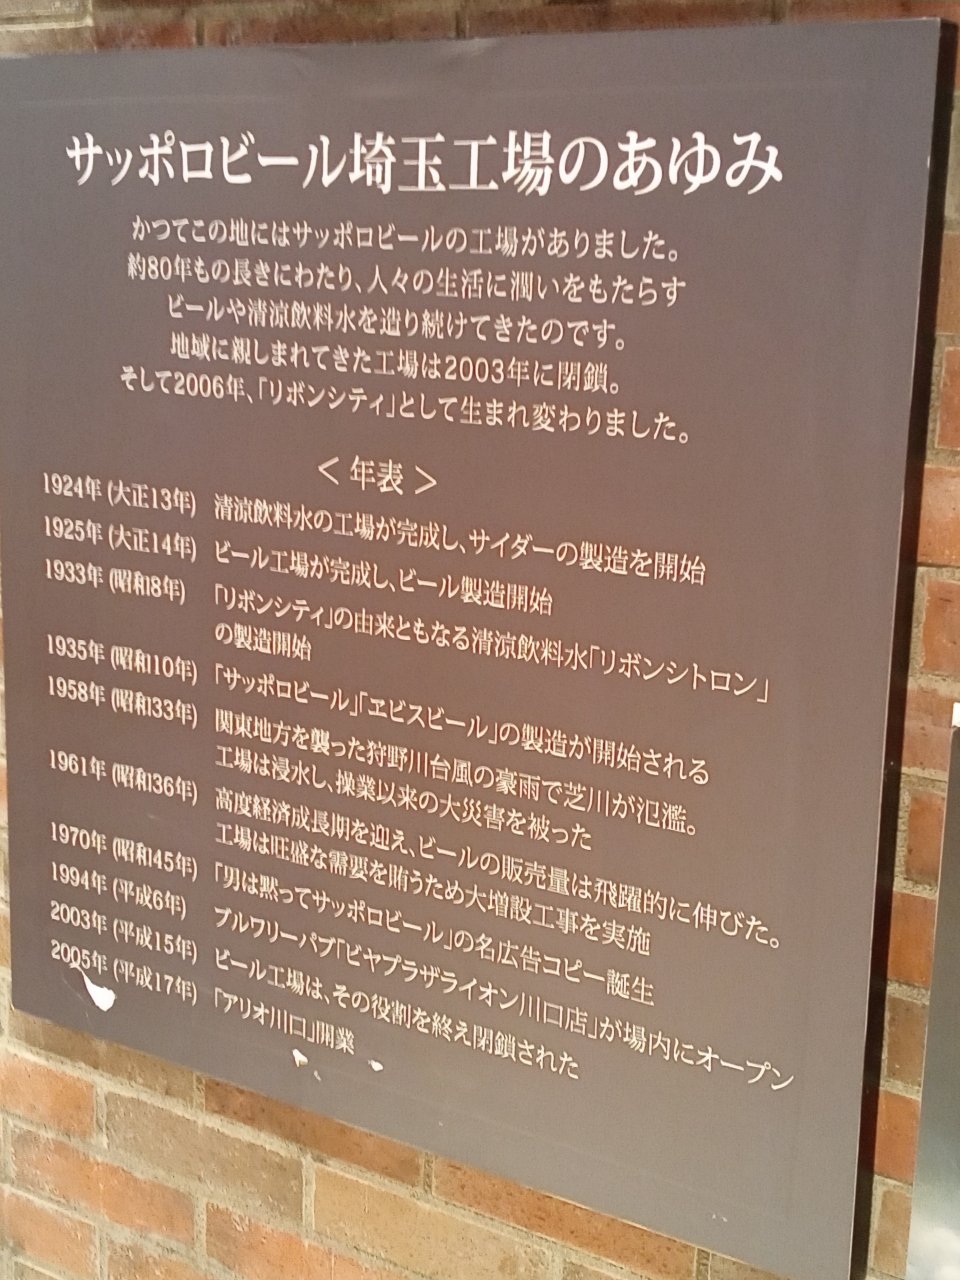 サッポロビール埼玉工場のあゆみ
かつてこの地にはサッポロビールの工場がありました。
約80年もの長きにわたり、人々の生活に潤いをもたらす
ビールや清涼飲料水を造り続けてきたのです。
地域に親しまれてきた工場は2003年に閉鎖。
そして2006年、「リボンシティ」として生まれ変わりました。
＜年表＞
1924年 (大正13年) 清涼飲料水の工場が完成し、サイダーの製造を開始
1925年 (大正14年) ビール工場が完成し、ビール製造開始
1933年 (昭和8年) 「リボンシティ」の由来ともなる清涼飲料水「リボンシトロン」
の製造開始
1935年 (昭和10年) 「サッポロビール」「ヱビスビール」の製造が開始される
1958年 (昭和33年) 関東地方を襲った狩野川台風の豪雨で芝川が氾濫。
工場は浸水し、操業以来の大災害を被った
1961年 (昭和36年) 高度経済成長期を迎え、ビールの販売量は飛躍的に伸びた。
工場は旺盛な需要を賄うため大増設工事を実施
1970年 (昭和45年) 「男は黙ってサッポロビール」の名広告コピー誕生
1994年 (平成6年) ブルワリーパブ「ビヤプラザライオン川口店」が場内にオープン
2003年 (平成15年) ビール工場は、その役割を終え閉鎖された
2005年 (平成17年) 「アリオ川口」開業